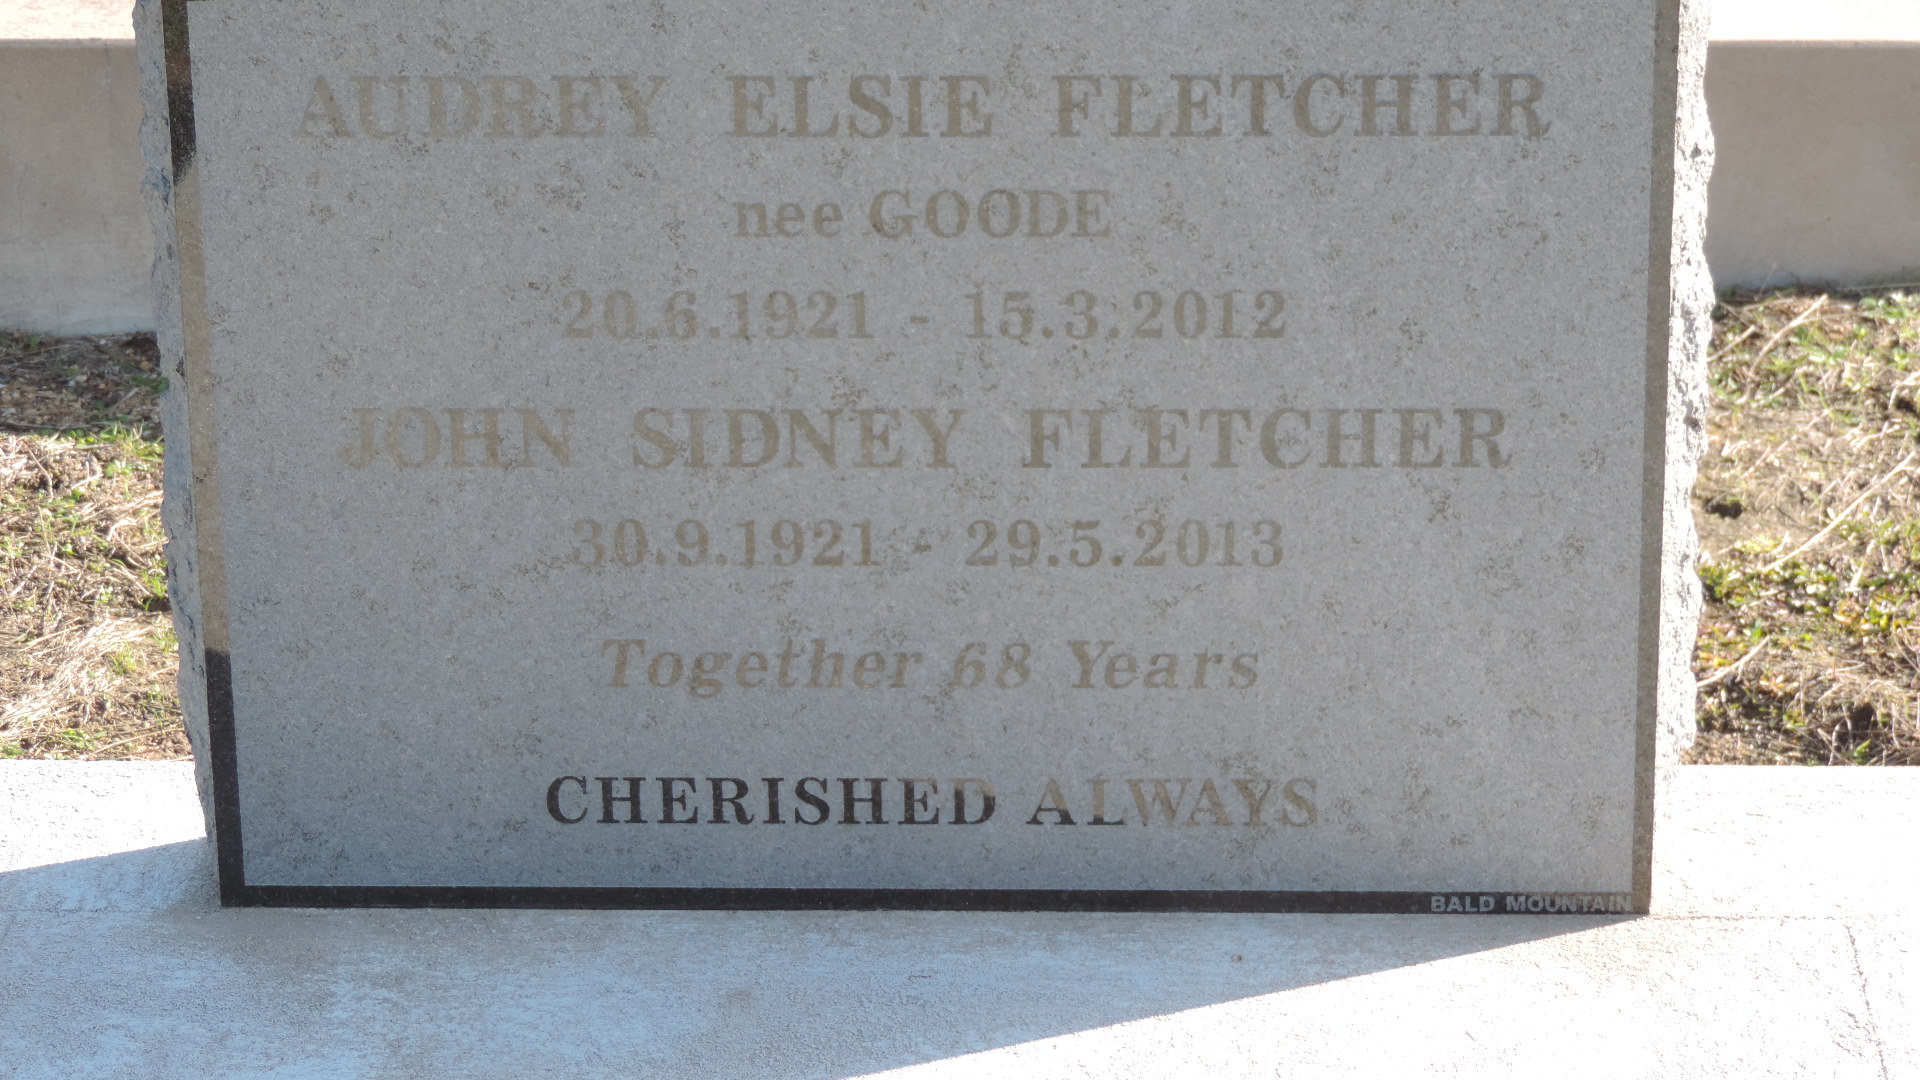 AUDREY ELSIE FLETCHER
nee GOODE
20.6.1921 - 15.3.2012
JOHN SIDNEY FLETCHER
30.9.1921 - 29.5.2013
Together 68 Years
CHERISHED ALWAYS
BALD MOUNTAIN